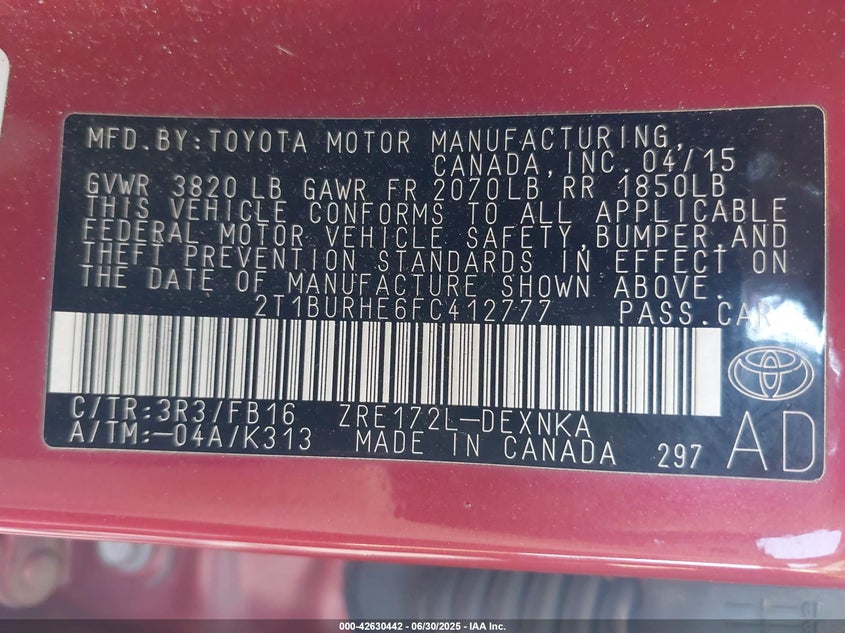 MFD.BY:TOYOTA MOTOR MANUFACTURING,
CANADA,INC. 04/15
GVWR 3820 LB GAWR FR 2070LB RR 1850LB
THIS VEHICLE CONFORMS TO ALL APPLICABLE
FEDERAL MOTOR VEHICLE SAFETY,BUMPER,AND
THEFT PREVENTION STANDARDS IN EFFECT ON
THE DATE OF MANUFACTURE SHOWN ABOVE.
2T1BURHE6FC412777 PASS.CAR
C/TR:3R3/FB16 ZRE172L-DEXNKA
A/TM:-04A/K313 MADE IN CANADA 297 AD
000-42630442 - 06/30/2025 - IAA Inc.